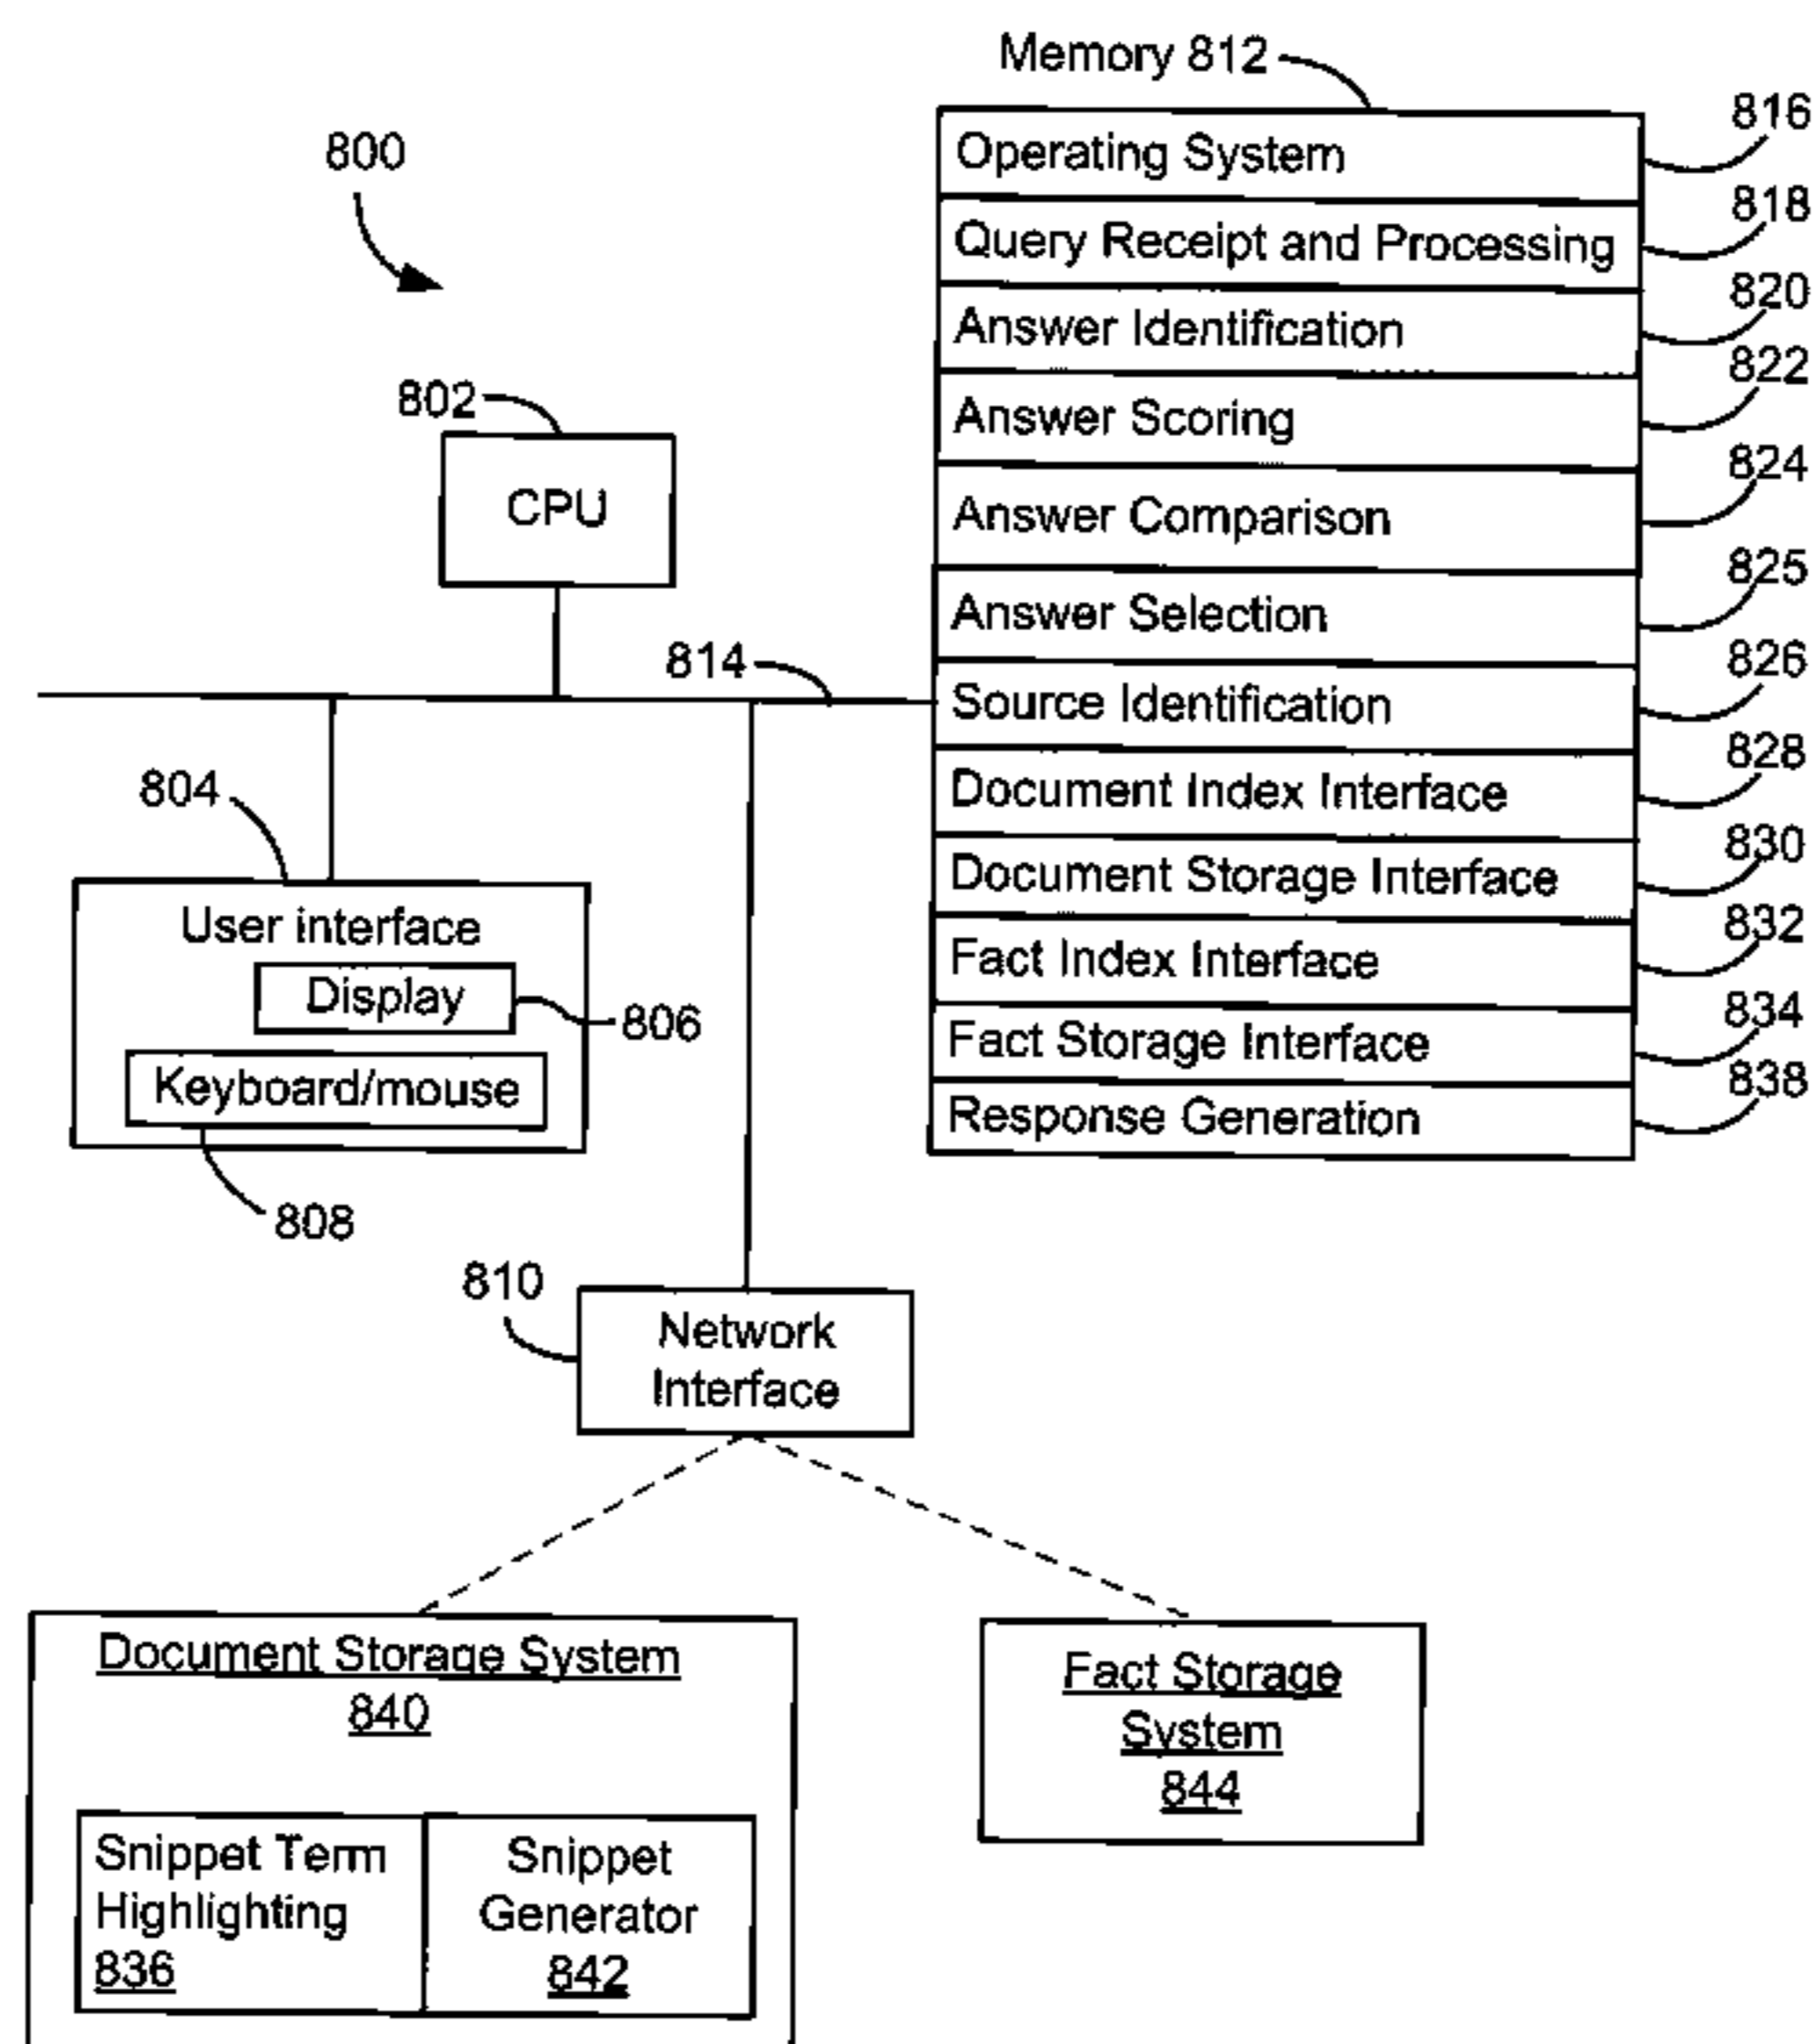 Memory 812
800
Operating System 816
Query Receipt and Processing 818
Answer Identification 820
Answer Scoring 822
Answer Comparison 824
Answer Selection 825
Source Identification 826
Document Index Interface 828
Document Storage Interface 830
Fact Index Interface 832
Fact Storage Interface 834
Response Generation 838
802
CPU
814
804
User interface
Display
806
Keyboard/mouse
808
810
Network
Interface
Document Storage System
840
Snippet Term
Highlighting
836
Snippet
Generator
842
Fact Storage
System
844